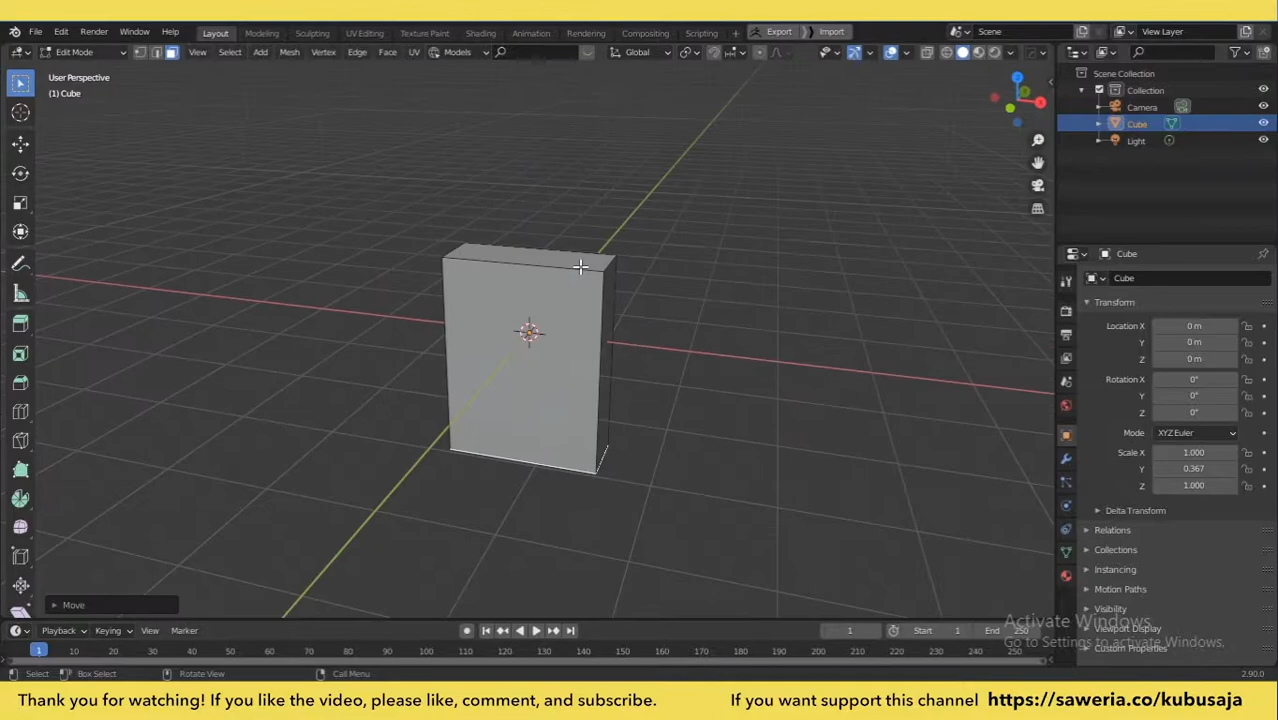 File Edit Render Window Help Layout Modeling Sculpting UV Editing Texture Paint Shading Animation Rendering Compositing Scripting + Export Import Scene View Layer
Edit Mode View Select Add Mesh Vertex Edge Face UV Models Global
User Perspective
(1) Cube
Scene Collection
Collection
Camera
Cube
Light
Cube
Cube
Transform
Location X 0 m
Y 0 m
Z 0 m
Rotation X 0°
Y 0°
Z 0°
Mode XYZ Euler
Scale X 1.000
Y 0.367
Z 1.000
Delta Transform
Relations
Collections
Instancing
Motion Paths
Visibility
Viewport Display
Custom Properties
Move
Activate Windows
Go to Settings to activate Windows.
Playback Keying View Marker 1 Start 1 End 250
1 10 20 30 40 50 60 70 80 90 100 110 120 130 140 150 160 170 180 190 200 210 220 230 240 250
Select Box Select Rotate View Call Menu 2.90.0
Thank you for watching! If you like the video, please like, comment, and subscribe. If you want support this channel https://saweria.co/kubusaja